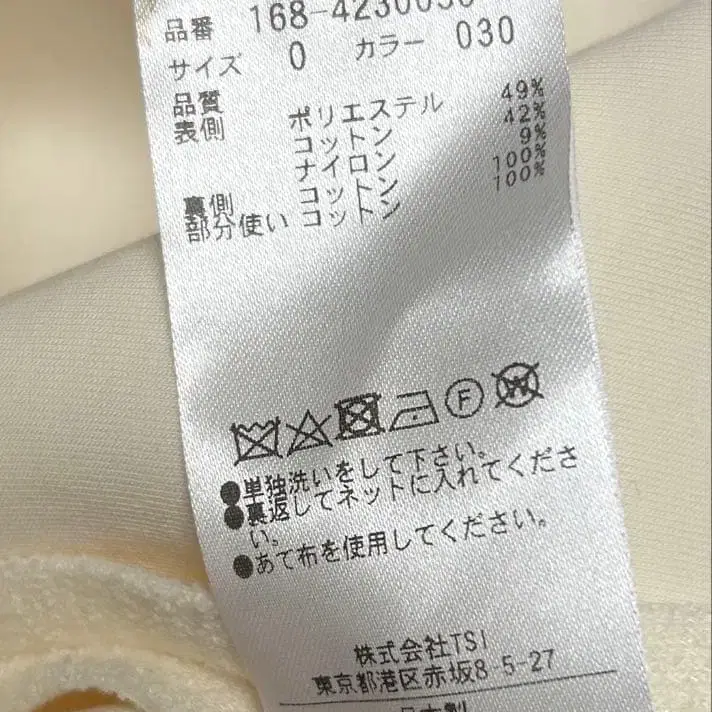 品番 168-4230030
サイズ 0 カラー 030
品質
表側 ポリエステル 49%
コットン 42%
ナイロン 9%
裏側 コットン 100%
部分使い コットン 100%
F
W
●単独洗いをして下さい。
●裏返してネットに入れてくださ
い。
●あて布を使用してください。
株式会社TSI
東京都港区赤坂8-5-27